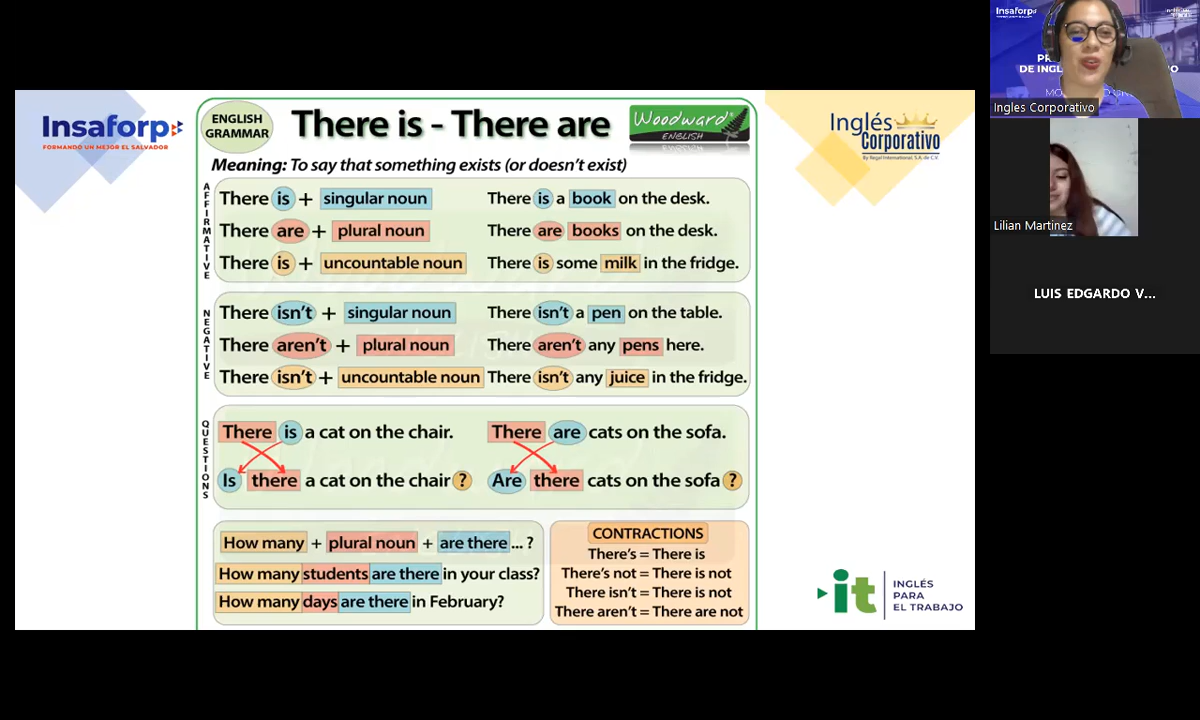 Insaforp
FORMANDO UN MEJOR EL SALVADOR
ENGLISH
GRAMMAR
There is - There are
Woodward®
ENGLISH
Inglés
Corporativo
By Regal International, S.A. de C.V.
Meaning: To say that something exists (or doesn't exist)
AFFIRMATIVE
There is + singular noun There is a book on the desk.
There are + plural noun There are books on the desk.
There is + uncountable noun There is some milk in the fridge.
NEGATIVE
There isn't + singular noun There isn't a pen on the table.
There aren't + plural noun There aren't any pens here.
There isn't + uncountable noun There isn't any juice in the fridge.
QUESTIONS
There is a cat on the chair. There are cats on the sofa.
Is there a cat on the chair ? Are there cats on the sofa ?
How many + plural noun + are there ... ?
How many students are there in your class?
How many days are there in February?
CONTRACTIONS
There's = There is
There's not = There is not
There isn't = There is not
There aren't = There are not
it
INGLÉS
PARA
EL TRABAJO
Insaforp
DE INGL
Ingles Corporativo
Lilian Martinez
LUIS EDGARDO V...